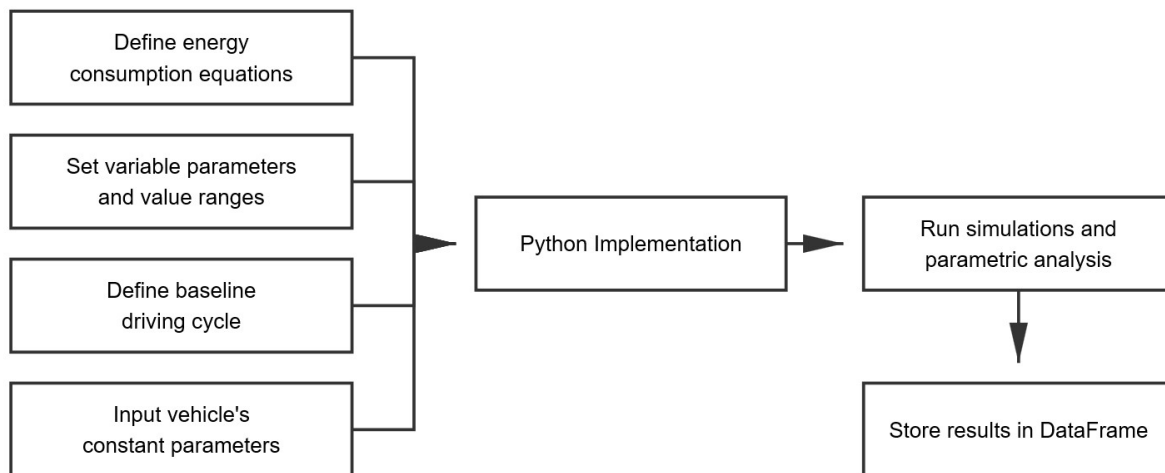 Define energy
consumption equations
Set variable parameters
and value ranges
Define baseline
driving cycle
Input vehicle's
constant parameters
Python Implementation
Run simulations and
parametric analysis
Store results in DataFrame